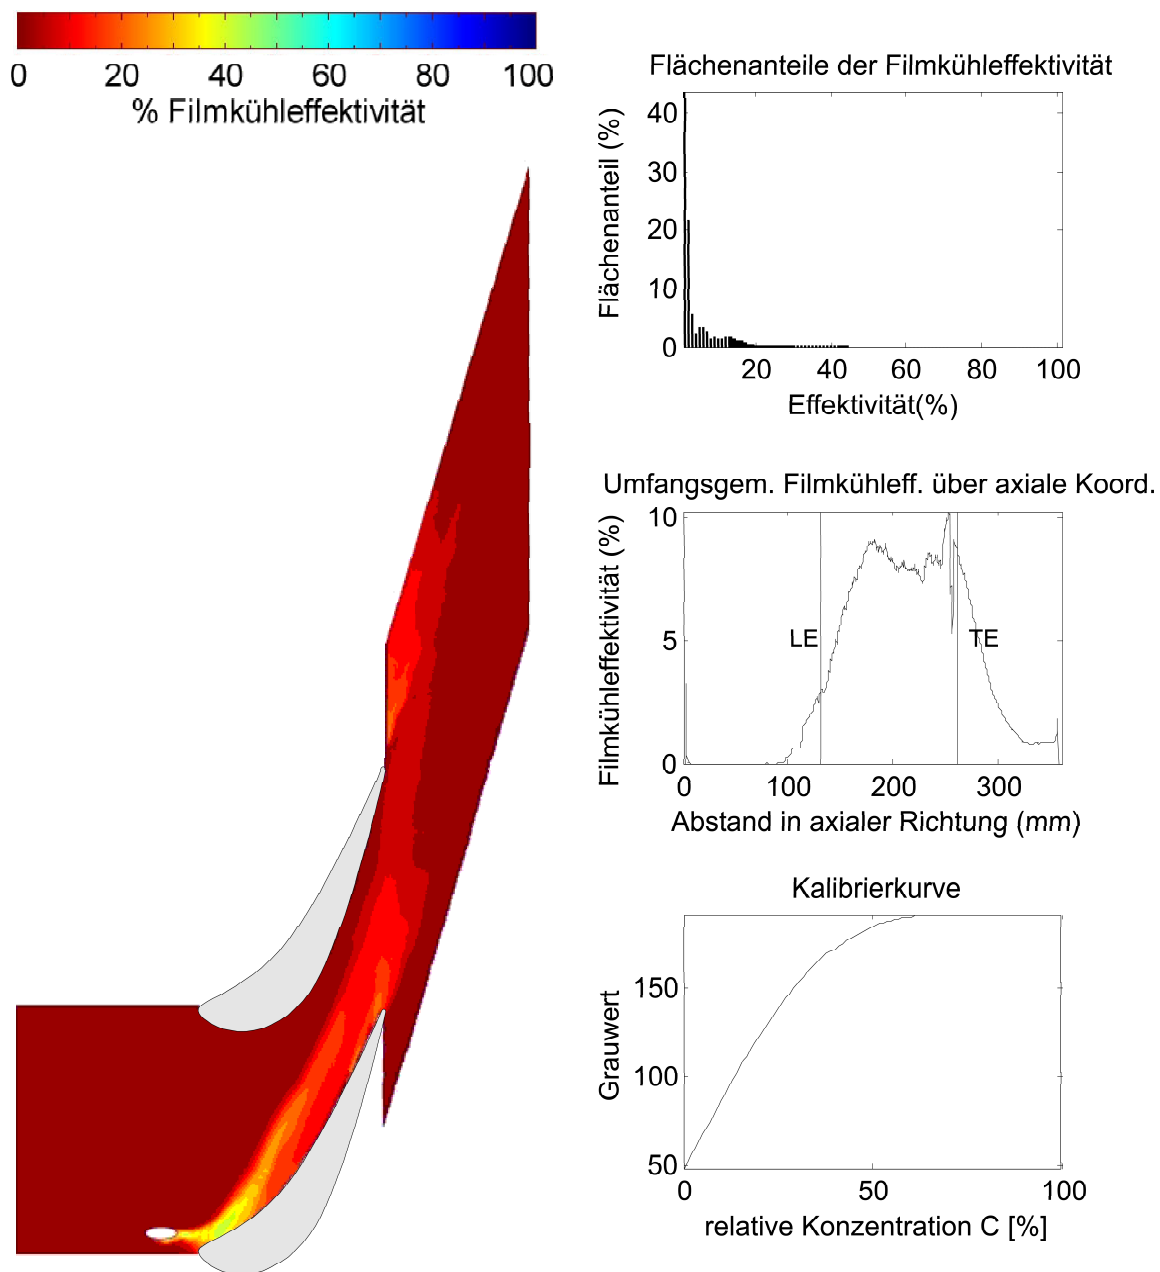 0 20 40 60 80 100
% Filmkühleffektivität
Flächenanteile der Filmkühleffektivität
40
30
20
10
0
Flächenanteil (%)
20 40 60 80 100
Effektivität(%)
Umfangsgem. Filmkühleff. über axiale Koord.
10
5
0
Filmkühleffektivität (%)
LE
TE
0 100 200 300
Abstand in axialer Richtung (mm)
Kalibrierkurve
150
100
50
Grauwert
0 50 100
relative Konzentration C [%]